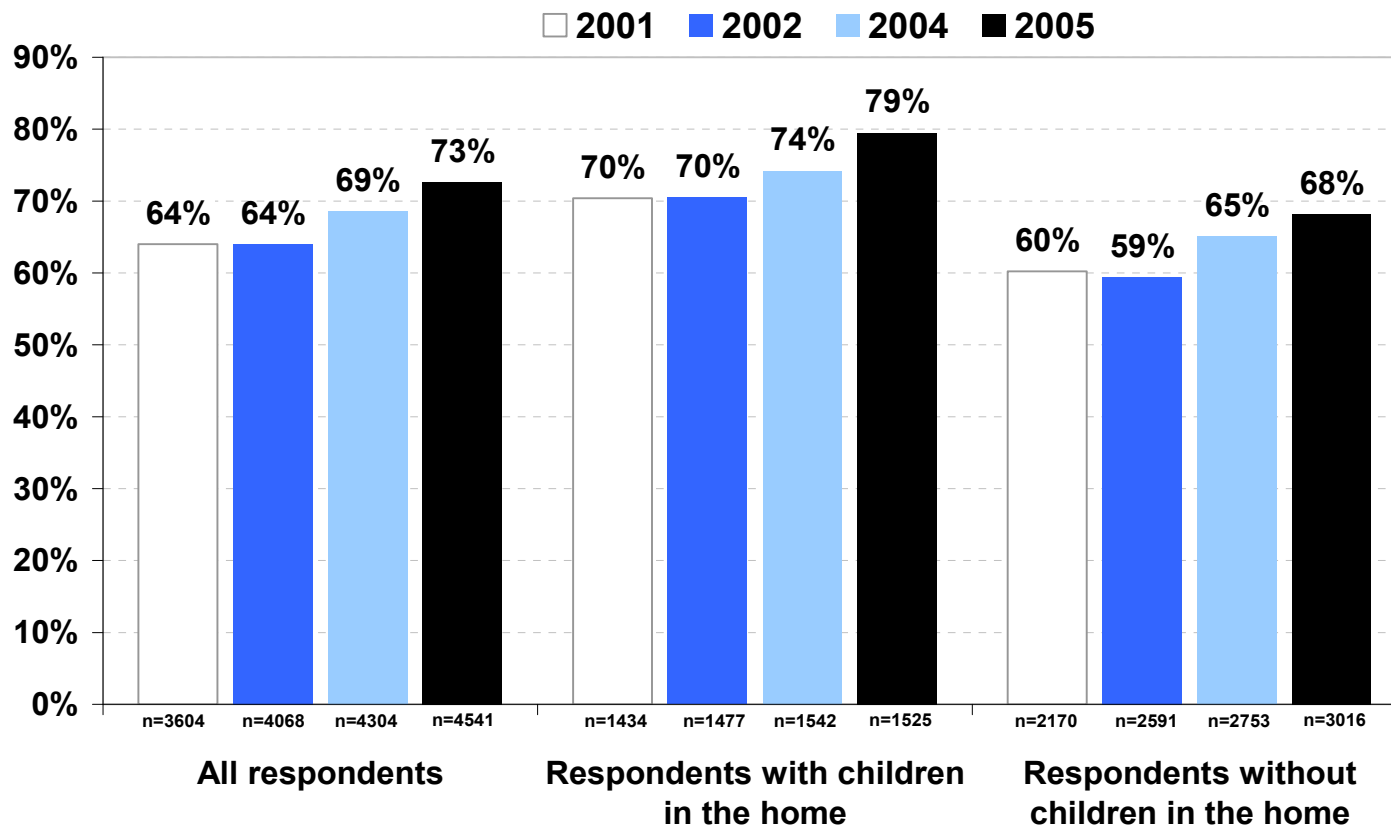 2001 2002 2004 2005
90%
80%
70%
60%
50%
40%
30%
20%
10%
0%
64% 64% 69% 73%
70% 70% 74% 79%
60% 59% 65% 68%
n=3604 n=4068 n=4304 n=4541
n=1434 n=1477 n=1542 n=1525
n=2170 n=2591 n=2753 n=3016
All respondents
Respondents with children
in the home
Respondents without
children in the home